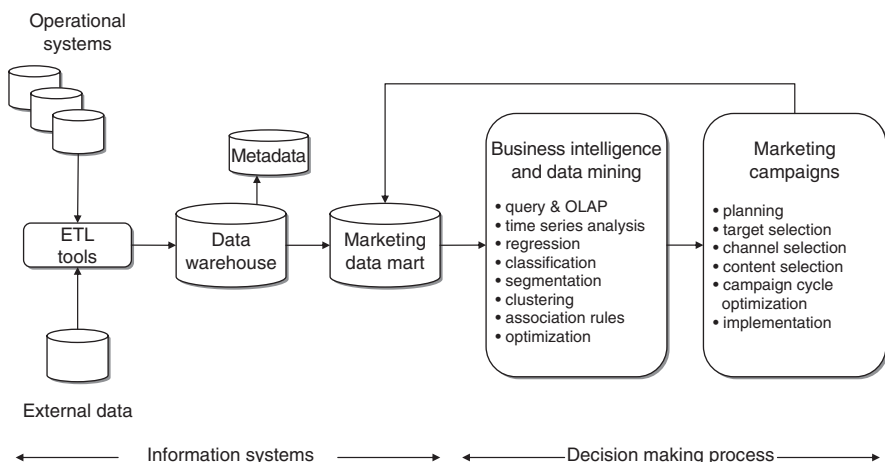 Operational
systems
Metadata
ETL
tools
Data
warehouse
Marketing
data mart
External data
Business intelligence
and data mining
• query & OLAP
• time series analysis
• regression
• classification
• segmentation
• clustering
• association rules
• optimization
Marketing
campaigns
• planning
• target selection
• channel selection
• content selection
• campaign cycle
optimization
• implementation
Information systems
Decision making process